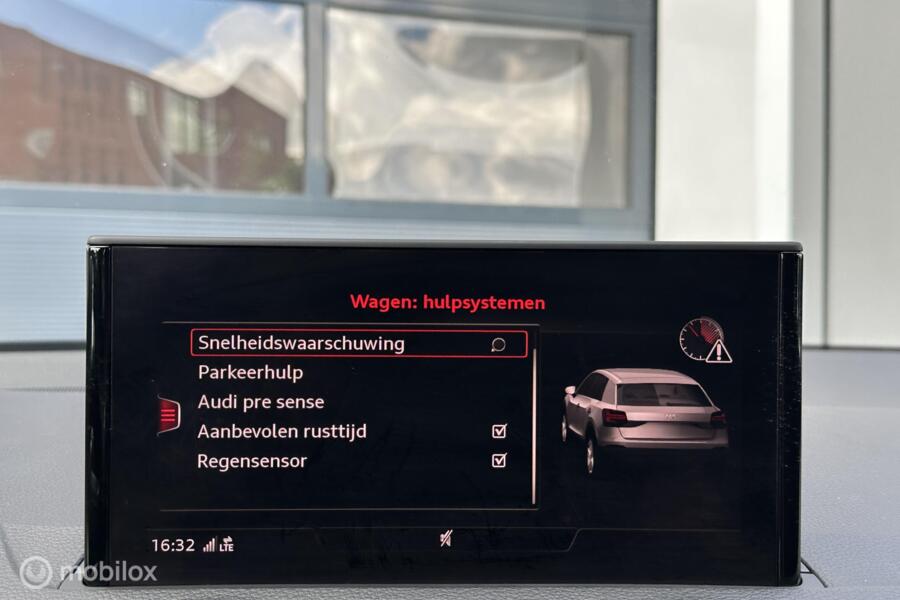 Wagen: hulpsystemen
Snelheidswaarschuwing
Parkeerhulp
Audi pre sense
Aanbevolen rusttijd
Regensensor
16:32 LTE
mobilox